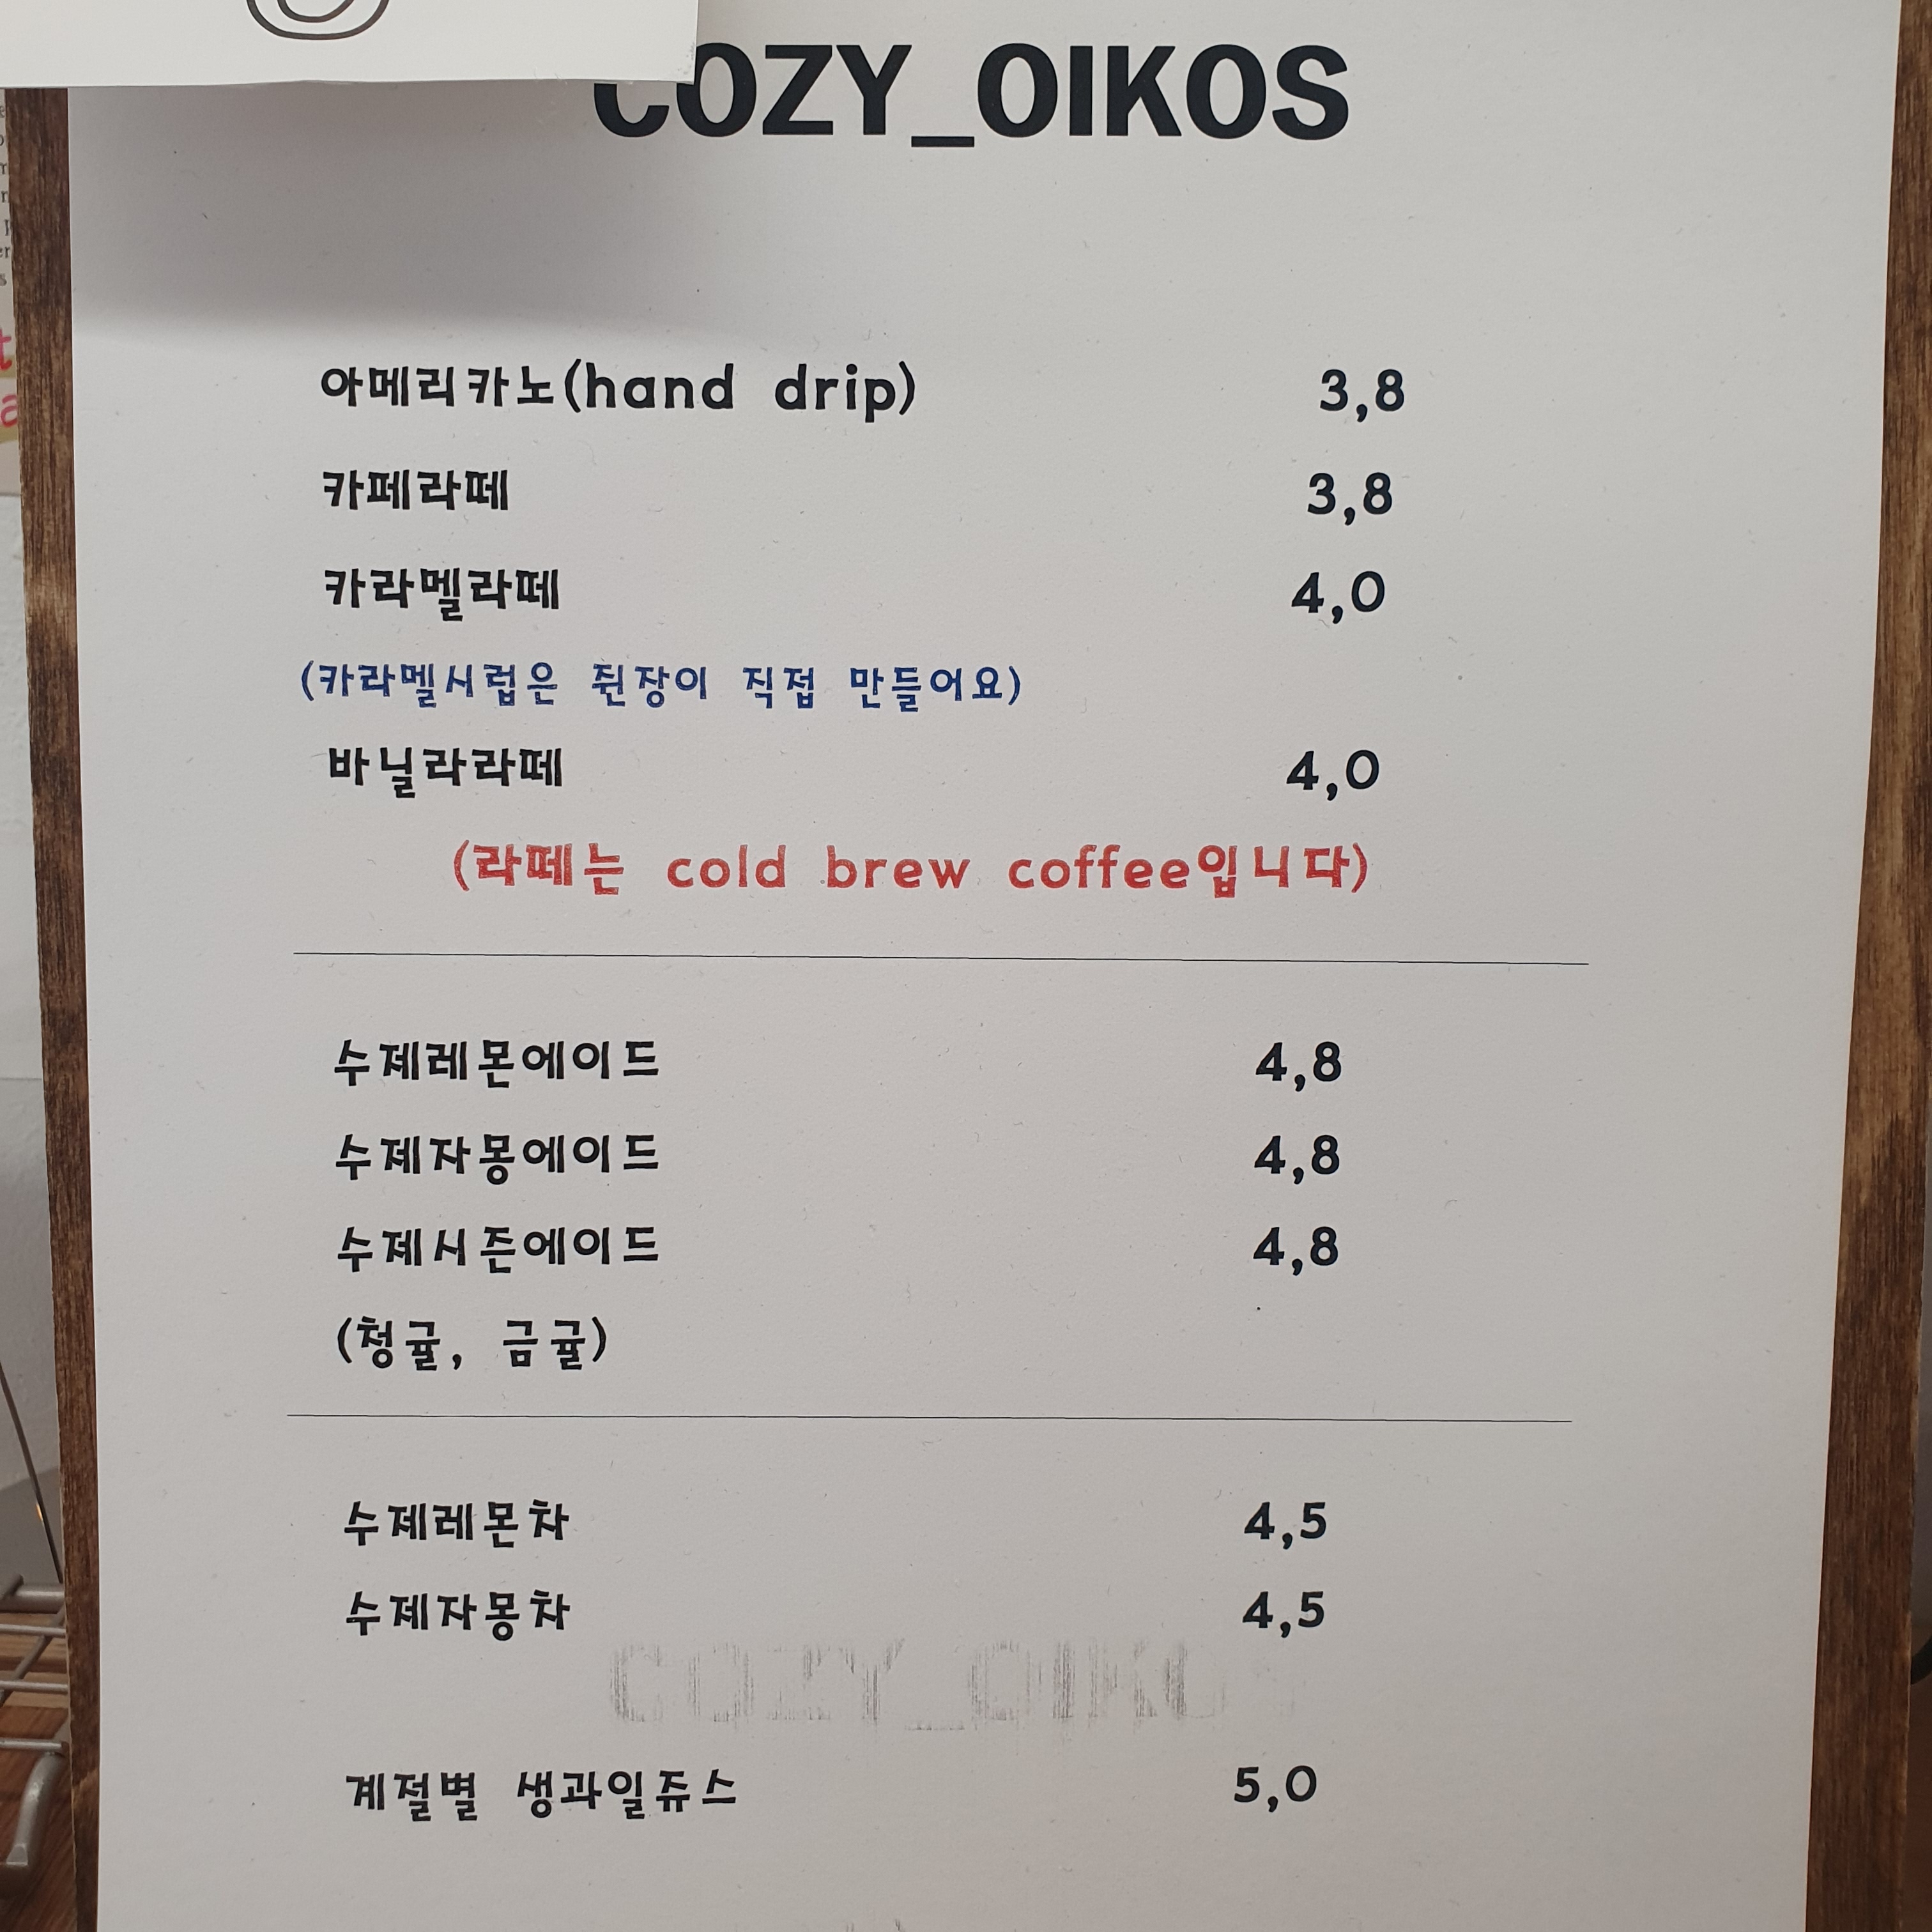 COZY_OIKOS
아메리카노(hand drip) 3,8
카페라떼 3,8
카라멜라떼 4,0
(카라멜시럽은 쥔장이 직접 만들어요)
바닐라라떼 4,0
(라떼는 cold brew coffee입니다)
수제레몬에이드 4,8
수제자몽에이드 4,8
수제시즌에이드 4,8
(청귤, 금귤)
수제레몬차 4,5
수제자몽차 4,5
COZY_OIKOS
계절별 생과일쥬스 5,0